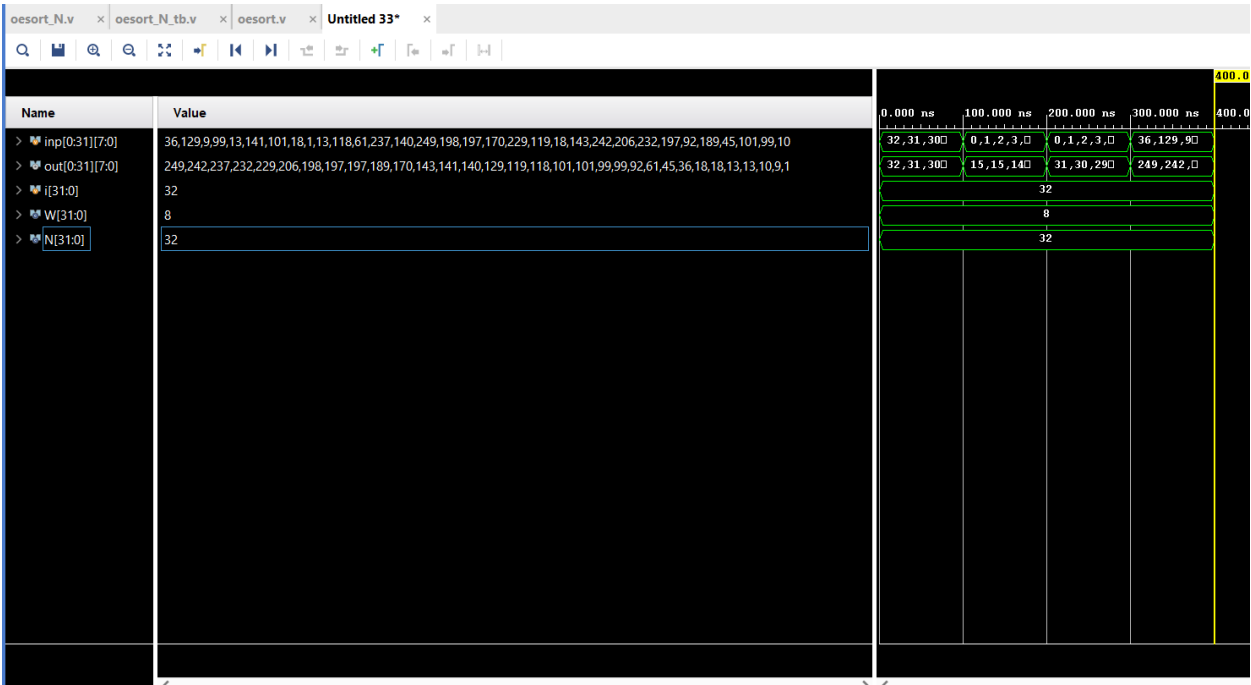 oesort_N.v × oesort_N_tb.v × oesort.v × Untitled 33* ×
400.0
Name Value 0.000 ns 100.000 ns 200.000 ns 300.000 ns 400.0
inp[0:31][7:0] 36,129,9,99,13,141,101,18,1,13,118,61,237,140,249,198,197,170,229,119,18,143,242,206,232,197,92,189,45,101,99,10 32,31,30 0,1,2,3, 0,1,2,3, 36,129,9
out[0:31][7:0] 249,242,237,232,229,206,198,197,197,189,170,143,141,140,129,119,118,101,101,99,99,92,61,45,36,18,18,13,13,10,9,1 32,31,30 15,15,14 31,30,29 249,242,
i[31:0] 32 32
W[31:0] 8 8
N[31:0] 32 32